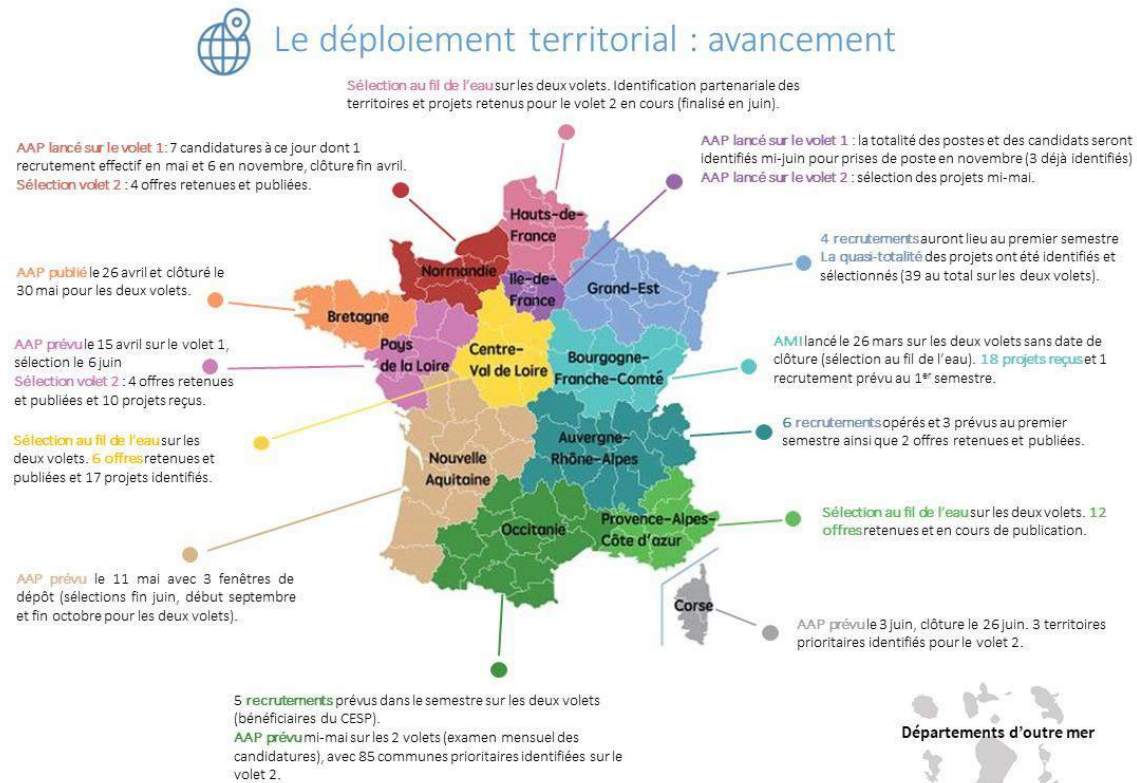 Le déploiement territorial : avancement
Sélection au fil de l'eau sur les deux volets. Identification partenariale des
territoires et projets retenus pour le volet 2 en cours (finalisé en juin).
AAP lancé sur le volet 1: 7 candidatures à ce jour dont 1
recrutement effectif en mai et 6 en novembre, clôture fin avril.
Sélection volet 2 : 4 offres retenues et publiées.
AAP lancé sur le volet 1 : la totalité des postes et des candidats seront
identifiés mi-juin pour prises de poste en novembre (3 déjà identifiés)
AAP lancé sur le volet 2 : sélection des projets mi-mai.
4 recrutements auront lieu au premier semestre
La quasi-totalité des projets ont été identifiés et
sélectionnés (39 au total sur les deux volets).
AAP publié le 26 avril et clôturé le
30 mai pour les deux volets.
AAP prévu le 15 avril sur le volet 1,
sélection le 6 juin
Sélection volet 2 : 4 offres retenues
et publiées et 10 projets reçus.
AMI lancé le 26 mars sur les deux volets sans date de
clôture (sélection au fil de l'eau). 18 projets reçus et 1
recrutement prévu au 1er semestre.
Sélection au fil de l'eau sur les
deux volets. 6 offres retenues et
publiées et 17 projets identifiés.
6 recrutements opérés et 3 prévus au premier
semestre ainsi que 2 offres retenues et publiées.
Sélection au fil de l'eau sur les deux volets. 12
offres retenues et en cours de publication.
AAP prévu le 11 mai avec 3 fenêtres de
dépôt (sélections fin juin, début septembre
et fin octobre pour les deux volets).
AAP prévu le 3 juin, clôture le 26 juin. 3 territoires
prioritaires identifiés pour le volet 2.
5 recrutements prévus dans le semestre sur les deux volets
(bénéficiaires du CESP).
AAP prévu mi-mai sur les 2 volets (examen mensuel des
candidatures), avec 85 communes prioritaires identifiées sur le
volet 2.
Hauts-de-
France
Normandie
Ile-de-
France
Grand-Est
Bretagne
Pays
de la Loire
Centre-
Val de Loire
Bourgogne-
Franche-Comté
Nouvelle
Aquitaine
Auvergne-
Rhône-Alpes
Occitanie
Provence-Alpes-
Côte d'azur
Corse
Départements d'outre mer